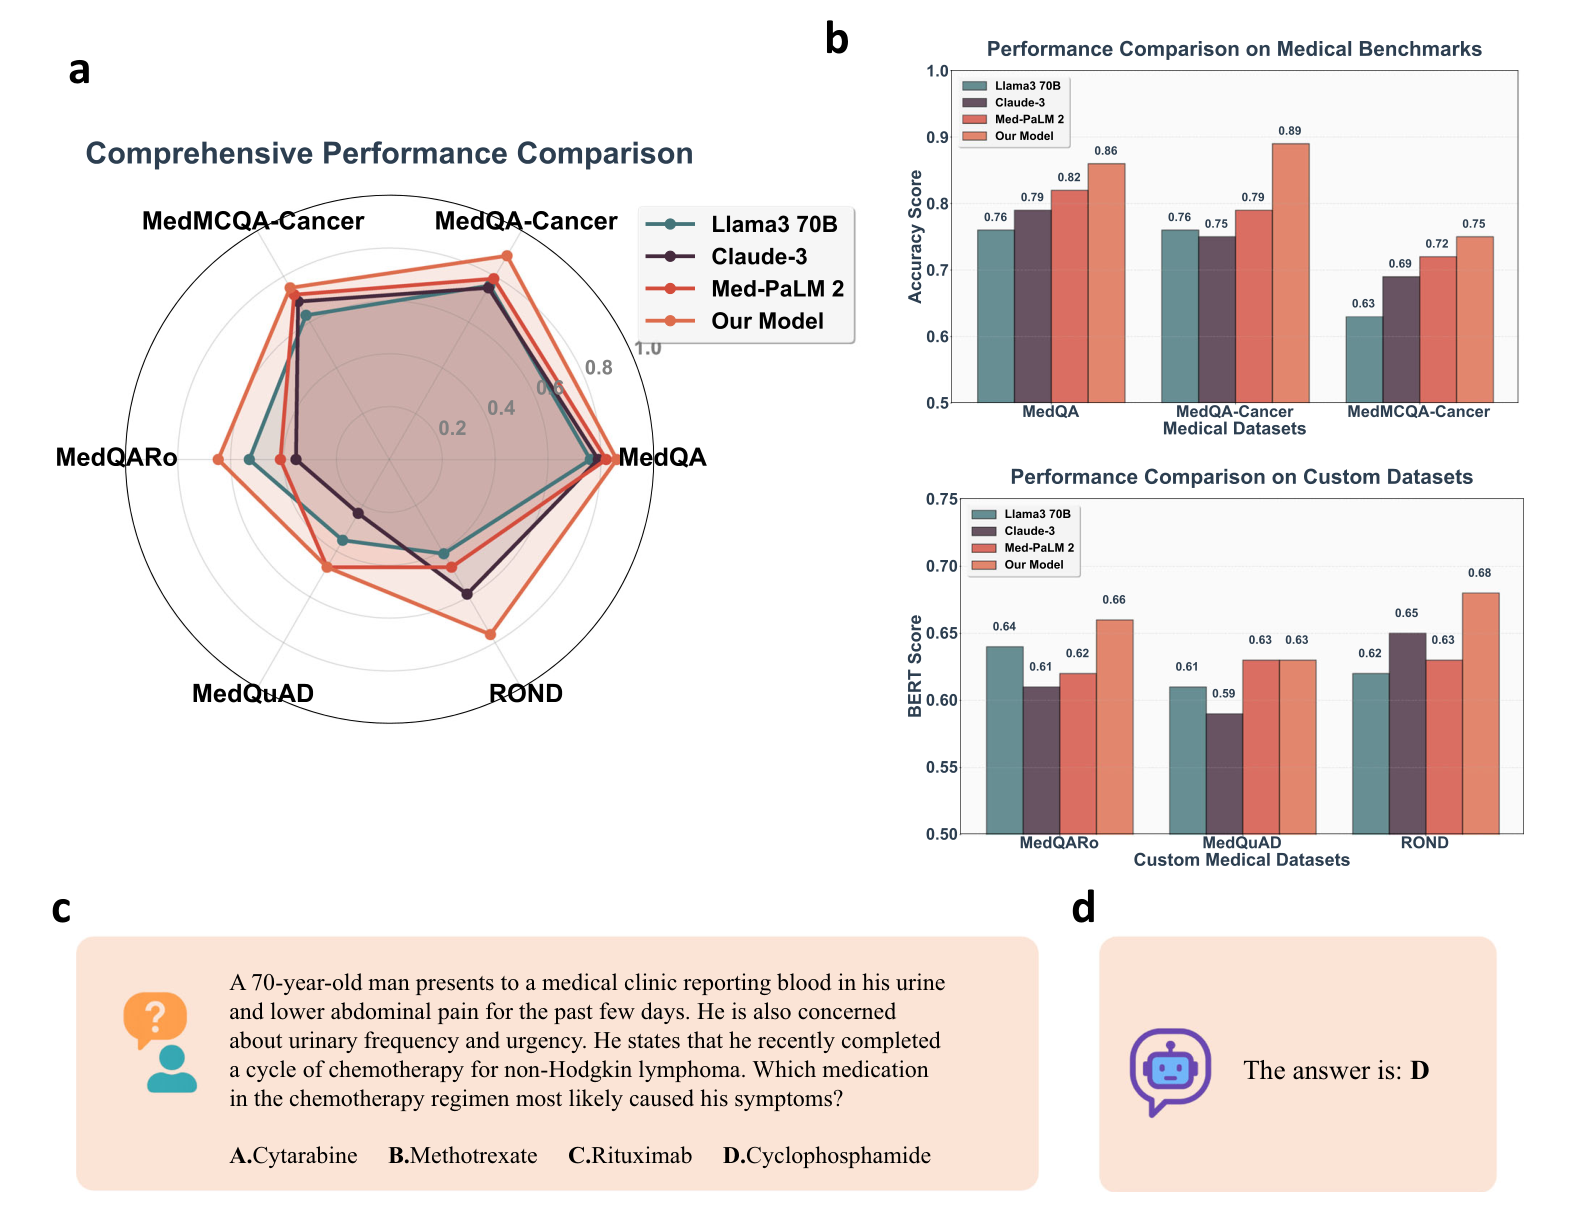 a
Comprehensive Performance Comparison
MedMCQA-Cancer
MedQA-Cancer
MedQARo
MedQA
MedQuAD
ROND
0.2
0.4
0.6
0.8
1.0
Llama3 70B
Claude-3
Med-PaLM 2
Our Model
b
Performance Comparison on Medical Benchmarks
Accuracy Score
1.0
0.9
0.8
0.7
0.6
0.5
Llama3 70B
Claude-3
Med-PaLM 2
Our Model
0.76
0.79
0.82
0.86
0.76
0.75
0.79
0.89
0.63
0.69
0.72
0.75
MedQA
MedQA-Cancer
MedMCQA-Cancer
Medical Datasets
Performance Comparison on Custom Datasets
BERT Score
0.75
0.70
0.65
0.60
0.55
0.50
Llama3 70B
Claude-3
Med-PaLM 2
Our Model
0.64
0.61
0.62
0.66
0.61
0.59
0.63
0.63
0.62
0.65
0.63
0.68
MedQARo
MedQuAD
ROND
Custom Medical Datasets
c
?
A 70-year-old man presents to a medical clinic reporting blood in his urine
and lower abdominal pain for the past few days. He is also concerned
about urinary frequency and urgency. He states that he recently completed
a cycle of chemotherapy for non-Hodgkin lymphoma. Which medication
in the chemotherapy regimen most likely caused his symptoms?
A.Cytarabine B.Methotrexate C.Rituximab D.Cyclophosphamide
d
The answer is: D